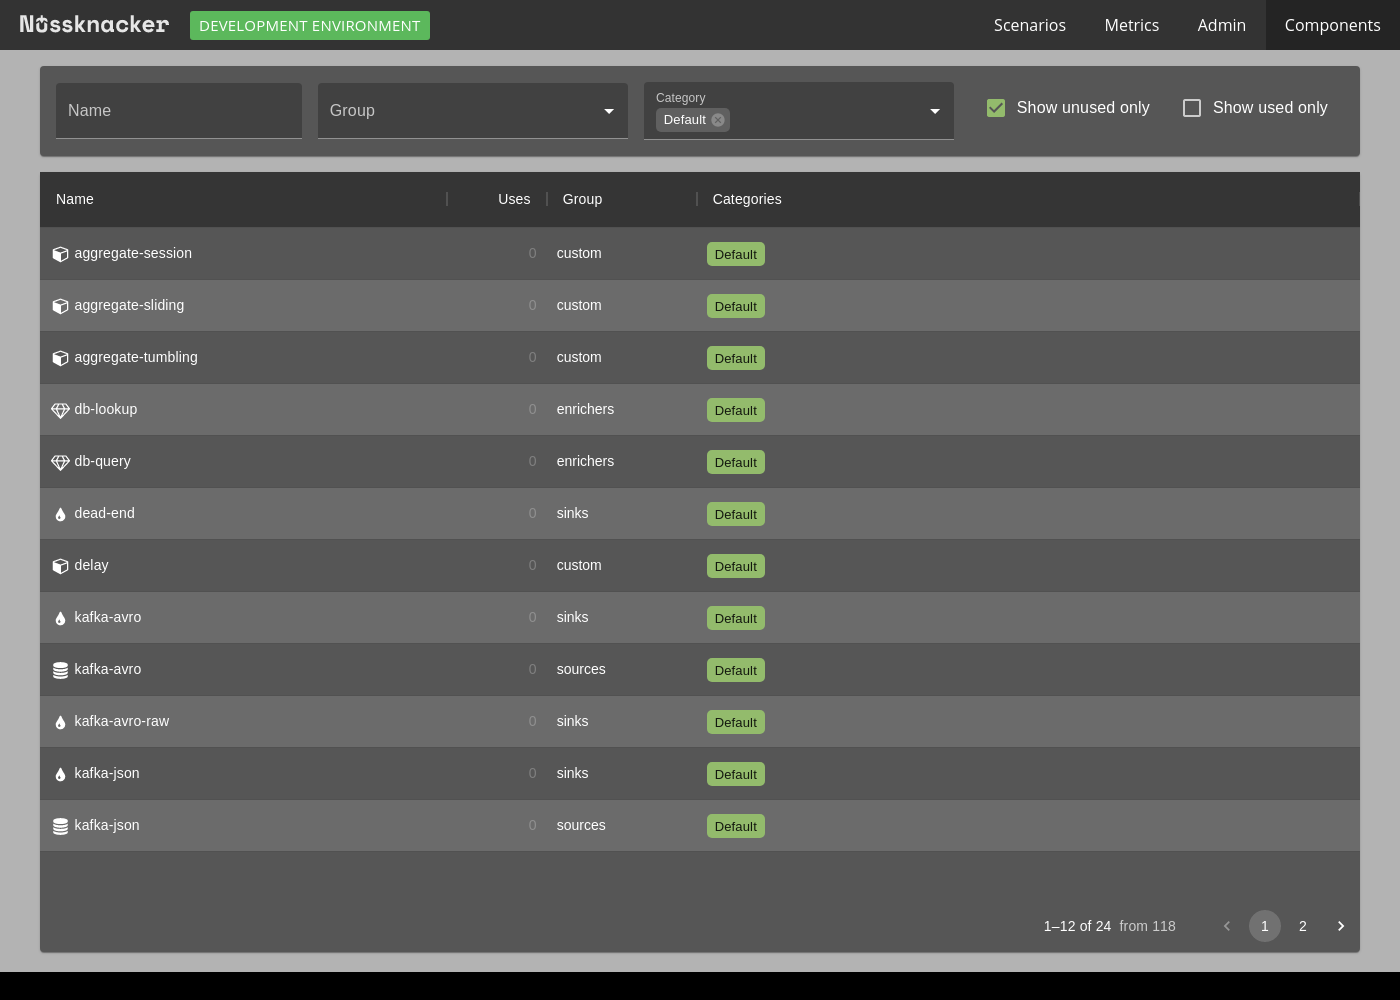 Nussknacker
DEVELOPMENT ENVIRONMENT
Scenarios Metrics Admin Components
Name
Group
Category
Default
Show unused only
Show used only
Name Uses Group Categories
aggregate-session 0 custom Default
aggregate-sliding 0 custom Default
aggregate-tumbling 0 custom Default
db-lookup 0 enrichers Default
db-query 0 enrichers Default
dead-end 0 sinks Default
delay 0 custom Default
kafka-avro 0 sinks Default
kafka-avro 0 sources Default
kafka-avro-raw 0 sinks Default
kafka-json 0 sinks Default
kafka-json 0 sources Default
1–12 of 24 from 118 1 2